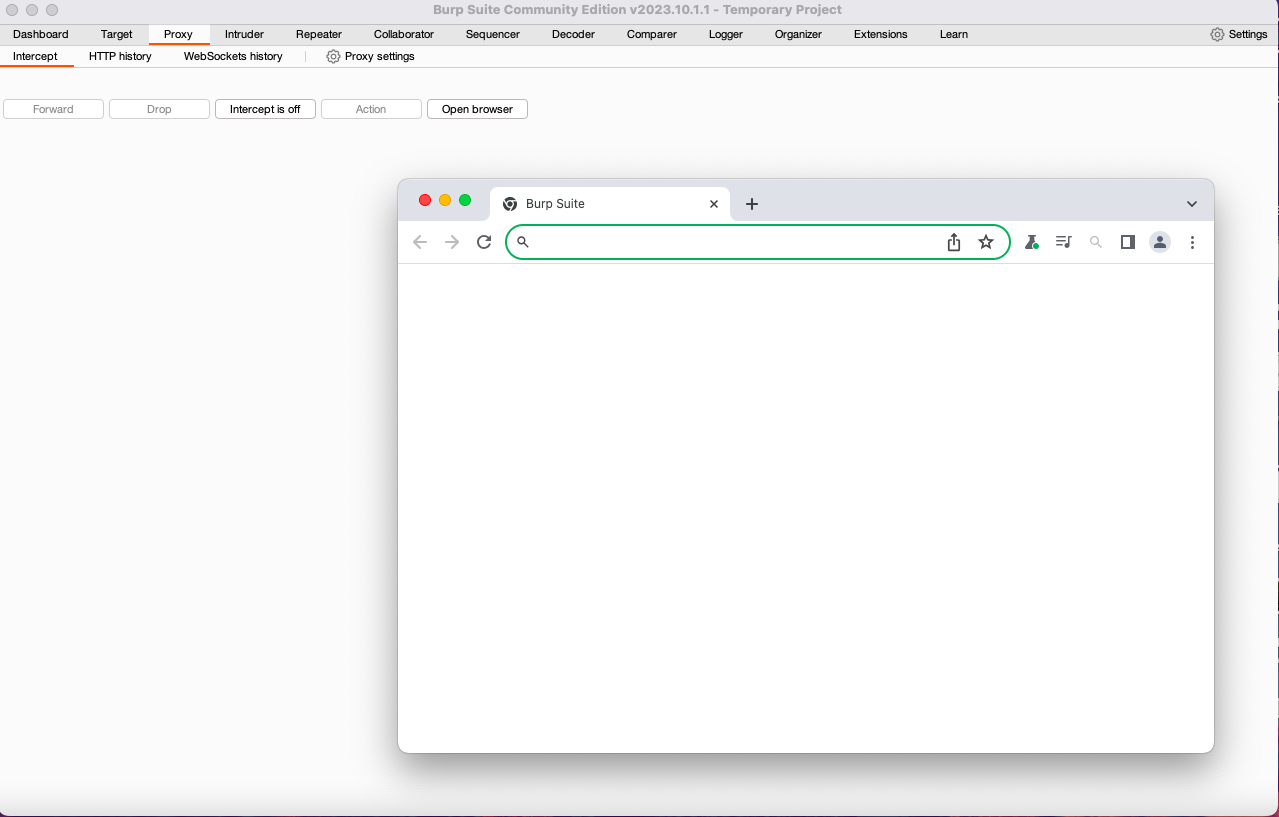 Burp Suite Community Edition v2023.10.1.1 - Temporary Project
Dashboard Target Proxy Intruder Repeater Collaborator Sequencer Decoder Comparer Logger Organizer Extensions Learn Settings
Intercept HTTP history WebSockets history Proxy settings
Forward Drop Intercept is off Action Open browser
Burp Suite